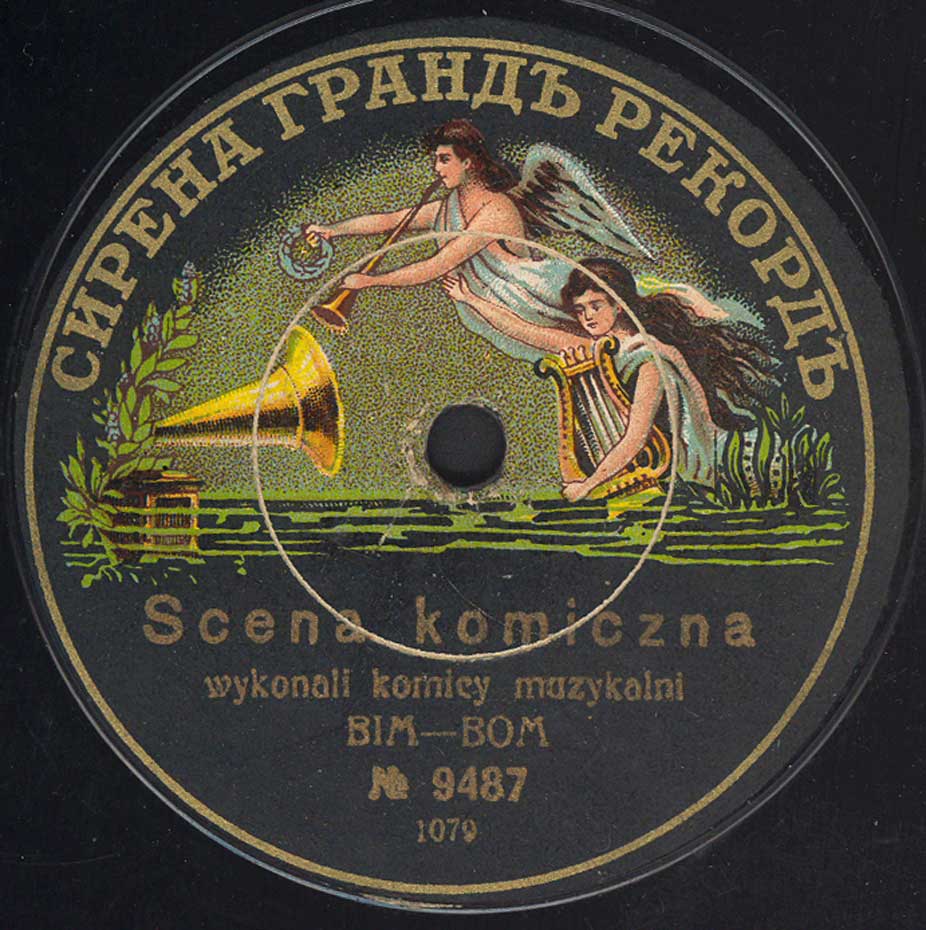 СИРЕНА ГРАНДЪ РЕКОРДЪ
Scena komiczna
wykonali komicy muzykalni
BIM—BOM
№ 9487
1079